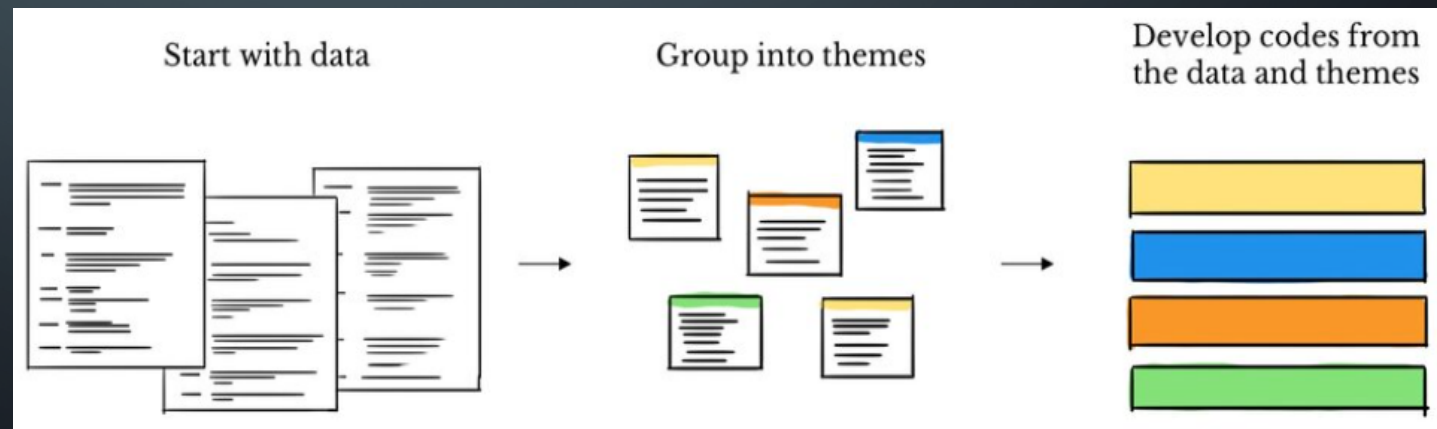 Start with data
Group into themes
Develop codes from
the data and themes